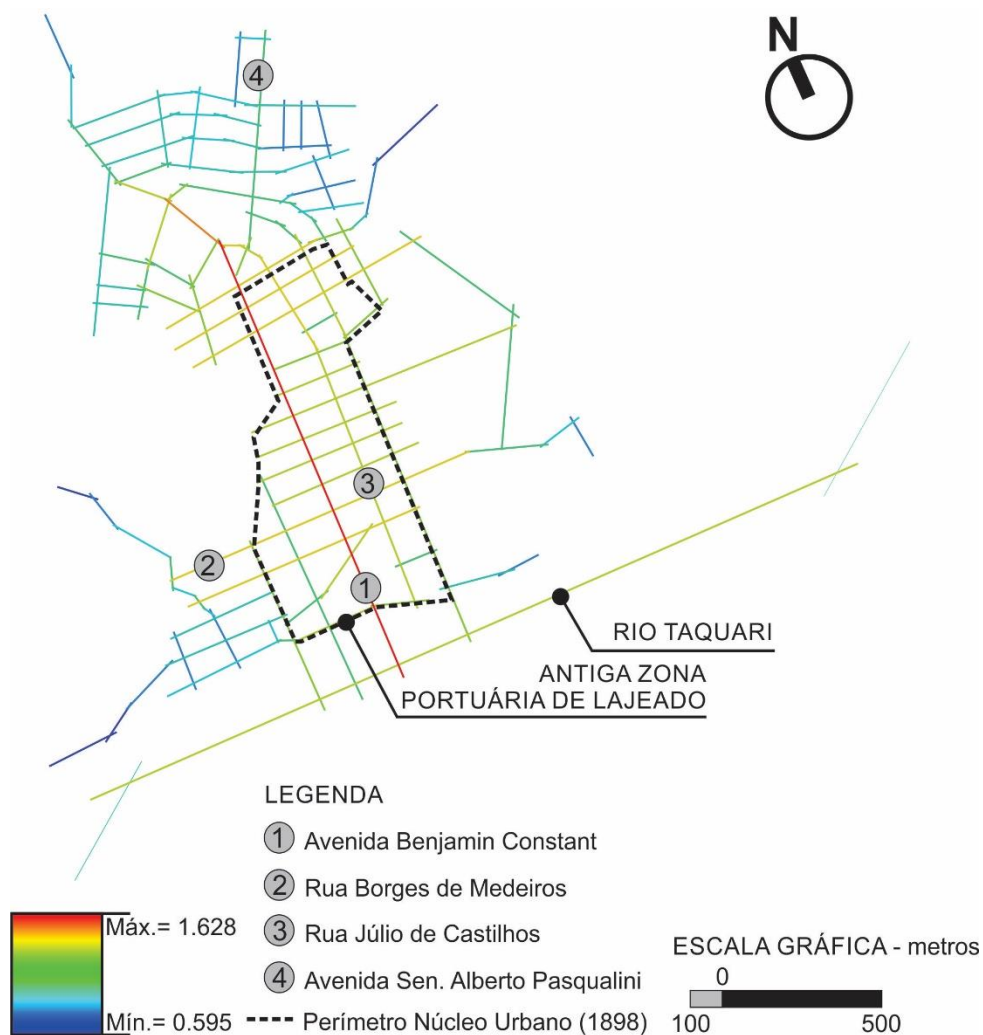 4
N
3
2
1
RIO TAQUARI
ANTIGA ZONA
PORTUÁRIA DE LAJEADO
LEGENDA
1 Avenida Benjamin Constant
2 Rua Borges de Medeiros
3 Rua Júlio de Castilhos
4 Avenida Sen. Alberto Pasqualini
Perímetro Núcleo Urbano (1898)
Máx.= 1.628
Mín.= 0.595
ESCALA GRÁFICA - metros
0
100 500